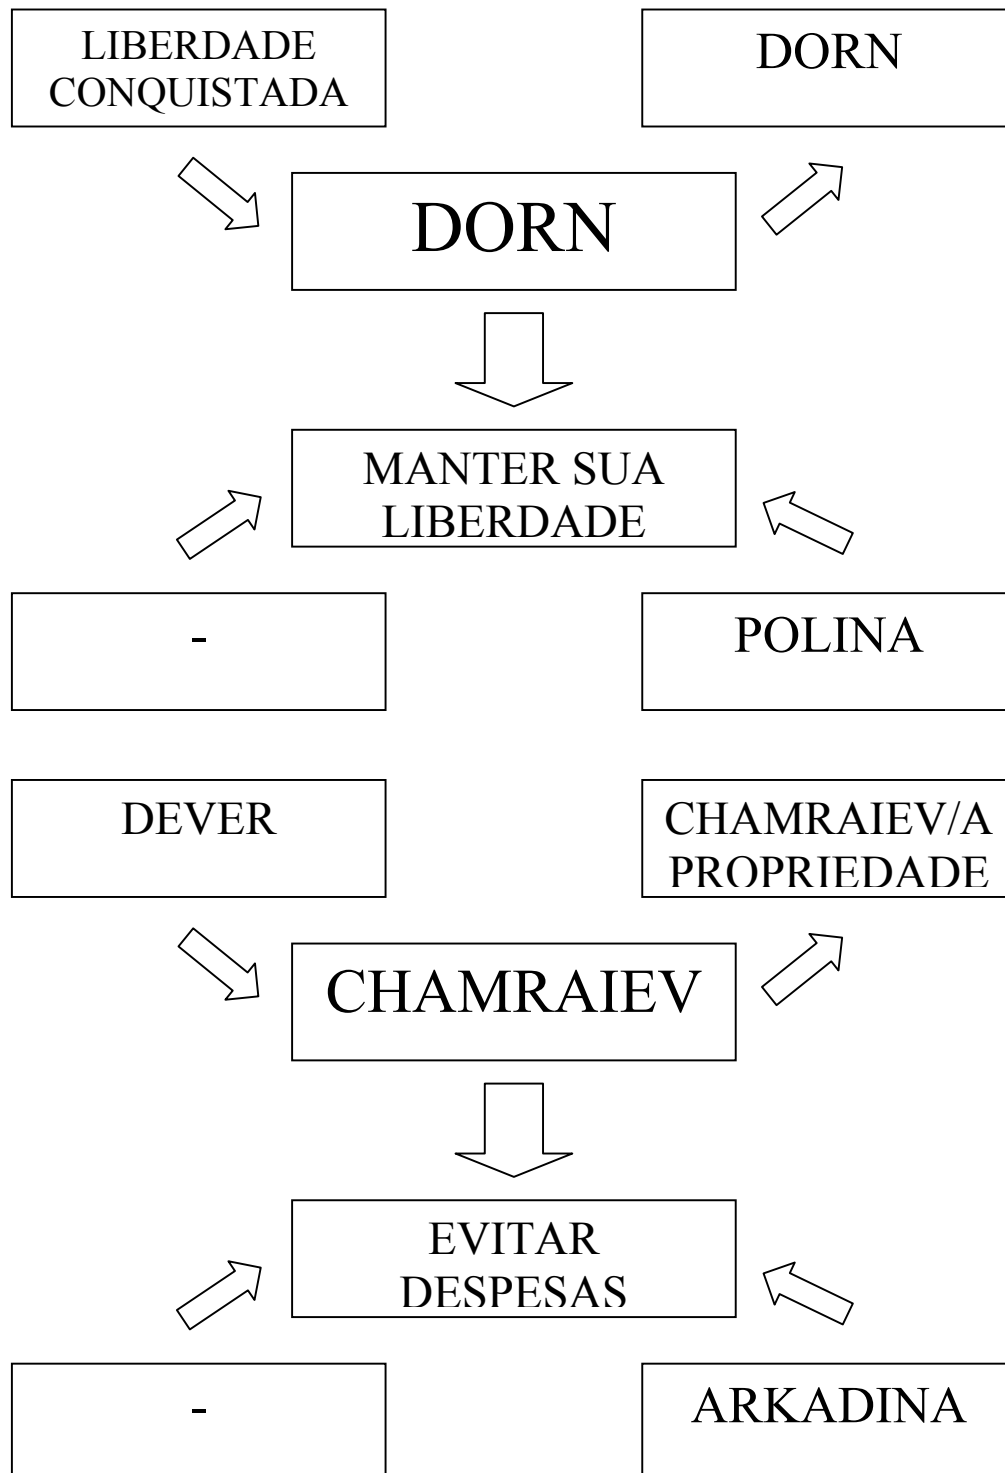 LIBERDADE
CONQUISTADA
DORN
DORN
MANTER SUA
LIBERDADE
-
POLINA
DEVER
CHAMRAIEV/A
PROPRIEDADE
CHAMRAIEV
EVITAR
DESPESAS
-
ARKADINA